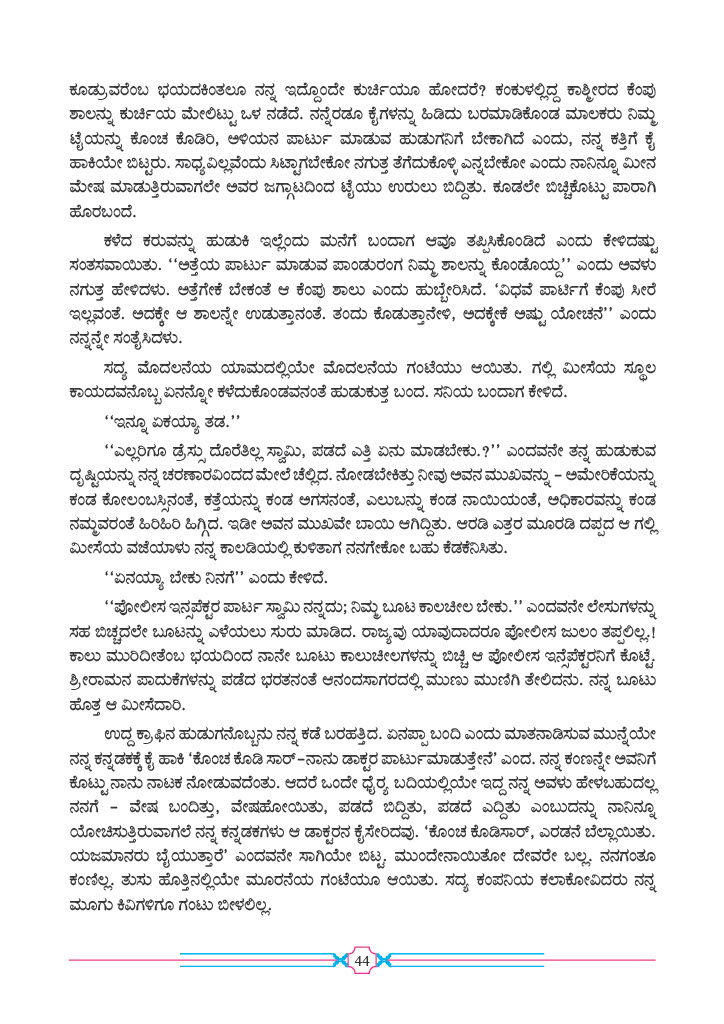 ಕೂಡ್ರುವರೆಂಬ ಭಯದಕಿಂತಲೂ ನನ್ನ ಇದ್ದೊಂದೇ ಕುರ್ಚಿಯೂ ಹೋದರೆ? ಕಂಕುಳಲ್ಲಿದ್ದ ಕಾಶ್ಮೀರದ ಕೆಂಪು
ಶಾಲನ್ನು ಕುರ್ಚಿಯ ಮೇಲಿಟ್ಟು ಒಳ ನಡೆದೆ. ನನ್ನೆರಡೂ ಕೈಗಳನ್ನು ಹಿಡಿದು ಬರಮಾಡಿಕೊಂಡ ಮಾಲಕರು ನಿಮ್ಮ
ಟೈಯನ್ನು ಕೊಂಚ ಕೊಡಿರಿ, ಅಳಿಯನ ಪಾರ್ಟು ಮಾಡುವ ಹುಡುಗನಿಗೆ ಬೇಕಾಗಿದೆ ಎಂದು, ನನ್ನ ಕತ್ತಿಗೆ ಕೈ
ಹಾಕಿಯೇ ಬಿಟ್ಟರು. ಸಾಧ್ಯವಿಲ್ಲವೆಂದು ಸಿಟ್ಟಾಗಬೇಕೋ ನಗುತ್ತ ತೆಗೆದುಕೊಳ್ಳಿ ಎನ್ನಬೇಕೋ ಎಂದು ನಾನಿನ್ನೂ ಮೀನ
ಮೇಷ ಮಾಡುತ್ತಿರುವಾಗಲೇ ಅವರ ಜಗ್ಗಾಟದಿಂದ ಟೈಯು ಉರುಲು ಬಿದ್ದಿತು. ಕೂಡಲೇ ಬಿಚ್ಚಿಕೊಟ್ಟು ಪಾರಾಗಿ
ಹೊರಬಂದೆ.
ಕಳೆದ ಕರುವನ್ನು ಹುಡುಕಿ ಇಲ್ಲೆಂದು ಮನೆಗೆ ಬಂದಾಗ ಆವೂ ತಪ್ಪಿಸಿಕೊಂಡಿದೆ ಎಂದು ಕೇಳಿದಷ್ಟು
ಸಂತಸವಾಯಿತು. ‘‘ಅತ್ತೆಯ ಪಾರ್ಟು ಮಾಡುವ ಪಾಂಡುರಂಗ ನಿಮ್ಮ ಶಾಲನ್ನು ಕೊಂಡೊಯ್ದ’’ ಎಂದು ಅವಳು
ನಗುತ್ತ ಹೇಳಿದಳು. ಅತ್ತೆಗೇಕೆ ಬೇಕಂತೆ ಆ ಕೆಂಪು ಶಾಲು ಎಂದು ಹುಬ್ಬೇರಿಸಿದೆ. ‘ವಿಧವೆ ಪಾರ್ಟಿಗೆ ಕೆಂಪು ಸೀರೆ
ಇಲ್ಲವಂತೆ. ಅದಕ್ಕೇ ಆ ಶಾಲನ್ನೇ ಉಡುತ್ತಾನಂತೆ. ತಂದು ಕೊಡುತ್ತಾನೇಳಿ, ಅದಕ್ಕೇಕೆ ಅಷ್ಟು ಯೋಚನೆ’’ ಎಂದು
ನನ್ನನ್ನೇ ಸಂತೈಸಿದಳು.
ಸದ್ಯ ಮೊದಲನೆಯ ಯಾಮದಲ್ಲಿಯೇ ಮೊದಲನೆಯ ಗಂಟೆಯು ಆಯಿತು. ಗಲ್ಲಿ ಮೀಸೆಯ ಸ್ಥೂಲ
ಕಾಯದವನೊಬ್ಬ ಏನನ್ನೋ ಕಳೆದುಕೊಂಡವನಂತೆ ಹುಡುಕುತ್ತ ಬಂದ. ಸನಿಯ ಬಂದಾಗ ಕೇಳಿದೆ.
‘‘ಇನ್ನೂ ಏಕಯ್ಯಾ ತಡ.’’
‘‘ಎಲ್ಲರಿಗೂ ಡ್ರೆಸ್ಸು ದೊರೆತಿಲ್ಲ ಸ್ವಾಮಿ, ಪಡದೆ ಎತ್ತಿ ಏನು ಮಾಡಬೇಕು.?’’ ಎಂದವನೇ ತನ್ನ ಹುಡುಕುವ
ದೃಷ್ಟಿಯನ್ನು ನನ್ನ ಚರಣಾರವಿಂದದ ಮೇಲೆ ಚೆಲ್ಲಿದ. ನೋಡಬೇಕಿತ್ತು ನೀವು ಅವನ ಮುಖವನ್ನು – ಅಮೇರಿಕೆಯನ್ನು
ಕಂಡ ಕೋಲಂಬಸ್ಸಿನಂತೆ, ಕತ್ತೆಯನ್ನು ಕಂಡ ಅಗಸನಂತೆ, ಎಲುಬನ್ನು ಕಂಡ ನಾಯಿಯಂತೆ, ಅಧಿಕಾರವನ್ನು ಕಂಡ
ನಮ್ಮವರಂತೆ ಹಿರಿಹಿರಿ ಹಿಗ್ಗಿದ. ಇಡೀ ಅವನ ಮುಖವೇ ಬಾಯಿ ಆಗಿದ್ದಿತು. ಆರಡಿ ಎತ್ತರ ಮೂರಡಿ ದಪ್ಪದ ಆ ಗಲ್ಲಿ
ಮೀಸೆಯ ವಜೆಯಾಳು ನನ್ನ ಕಾಲಡಿಯಲ್ಲಿ ಕುಳಿತಾಗ ನನಗೇಕೋ ಬಹು ಕೆಡಕೆನಿಸಿತು.
‘‘ಏನಯ್ಯಾ ಬೇಕು ನಿನಗೆ’’ ಎಂದು ಕೇಳಿದೆ.
‘‘ಪೋಲೀಸ ಇನ್ಸಪೆಕ್ಟರ ಪಾರ್ಟ ಸ್ವಾಮಿ ನನ್ನದು; ನಿಮ್ಮ ಬೂಟ ಕಾಲಚೀಲ ಬೇಕು.’’ ಎಂದವನೇ ಲೇಸುಗಳನ್ನು
ಸಹ ಬಿಚ್ಚದಲೇ ಬೂಟನ್ನು ಎಳೆಯಲು ಸುರು ಮಾಡಿದ. ರಾಜ್ಯವು ಯಾವುದಾದರೂ ಪೋಲೀಸ ಜುಲಂ ತಪ್ಪಲಿಲ್ಲ.!
ಕಾಲು ಮುರಿದೀತೆಂಬ ಭಯದಿಂದ ನಾನೇ ಬೂಟು ಕಾಲುಚೀಲಗಳನ್ನು ಬಿಚ್ಚಿ ಆ ಪೋಲೀಸ ಇನ್ಸೆಪೆಕ್ಟರನಿಗೆ ಕೊಟ್ಟೆ.
ಶ್ರೀರಾಮನ ಪಾದುಕೆಗಳನ್ನು ಪಡೆದ ಭರತನಂತೆ ಆನಂದಸಾಗರದಲ್ಲಿ ಮುಣು ಮುಣಿಗಿ ತೇಲಿದನು. ನನ್ನ ಬೂಟು
ಹೊತ್ತ ಆ ಮೀಸೆದಾರಿ.
ಉದ್ದ ಕ್ರಾಫಿನ ಹುಡುಗನೊಬ್ಬನು ನನ್ನ ಕಡೆ ಬರಹತ್ತಿದ. ಏನಪ್ಪಾ ಬಂದಿ ಎಂದು ಮಾತನಾಡಿಸುವ ಮುನ್ನೆಯೇ
ನನ್ನ ಕನ್ನಡಕಕ್ಕೆ ಕೈ ಹಾಕಿ ‘ಕೊಂಚ ಕೊಡಿ ಸಾರ್–ನಾನು ಡಾಕ್ಟರ ಪಾರ್ಟುಮಾಡುತ್ತೇನೆ’ ಎಂದ. ನನ್ನ ಕಂಣನ್ನೇ ಅವನಿಗೆ
ಕೊಟ್ಟು ನಾನು ನಾಟಕ ನೋಡುವದೆಂತು. ಆದರೆ ಒಂದೇ ಧೈರ್‍ಯ ಬದಿಯಲ್ಲಿಯೇ ಇದ್ದ ನನ್ನ ಅವಳು ಹೇಳಬಹುದಲ್ಲ
ನನಗೆ – ವೇಷ ಬಂದಿತ್ತು, ವೇಷಹೋಯಿತು, ಪಡದೆ ಬಿದ್ದಿತು, ಪಡದೆ ಎದ್ದಿತು ಎಂಬುದನ್ನು ನಾನಿನ್ನೂ
ಯೋಚಿಸುತ್ತಿರುವಾಗಲೆ ನನ್ನ ಕನ್ನಡಕಗಳು ಆ ಡಾಕ್ಟರನ ಕೈಸೇರಿದವು. ‘ಕೊಂಚ ಕೊಡಿಸಾರ್, ಎರಡನೆ ಬೆಲ್ಲಾಯಿತು.
ಯಜಮಾನರು ಬೈಯುತ್ತಾರೆ’ ಎಂದವನೇ ಸಾಗಿಯೇ ಬಿಟ್ಟ. ಮುಂದೇನಾಯಿತೋ ದೇವರೇ ಬಲ್ಲ. ನನಗಂತೂ
ಕಂಣಿಲ್ಲ. ತುಸು ಹೊತ್ತಿನಲ್ಲಿಯೇ ಮೂರನೆಯ ಗಂಟೆಯೂ ಆಯಿತು. ಸದ್ಯ ಕಂಪನಿಯ ಕಲಾಕೋವಿದರು ನನ್ನ
ಮೂಗು ಕಿವಿಗಳಿಗೂ ಗಂಟು ಬೀಳಲಿಲ್ಲ.
44